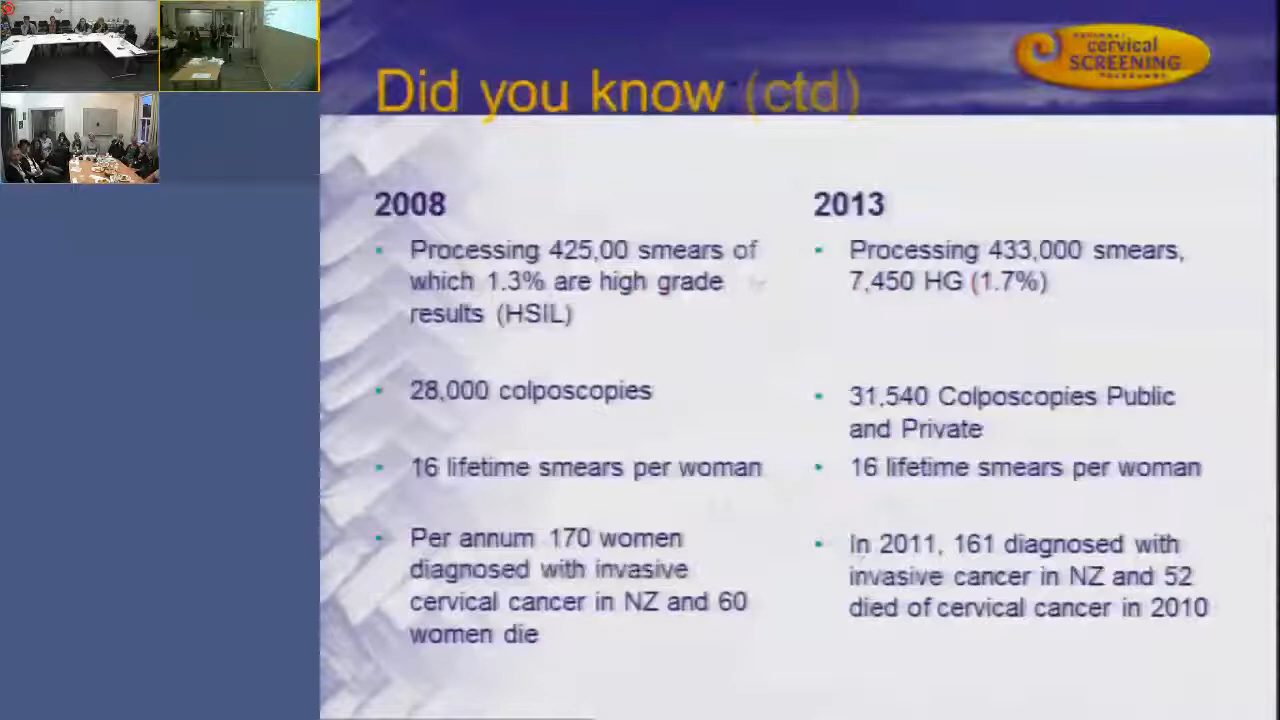 NATIONAL
cervical
SCREENING
PROGRAMME
Did you know (ctd)
2008
Processing 425,00 smears of
which 1.3% are high grade
results (HSIL)
28,000 colposcopies
16 lifetime smears per woman
Per annum 170 women
diagnosed with invasive
cervical cancer in NZ and 60
women die
2013
Processing 433,000 smears,
7,450 HG (1.7%)
31,540 Colposcopies Public
and Private
16 lifetime smears per woman
In 2011, 161 diagnosed with
invasive cancer in NZ and 52
died of cervical cancer in 2010